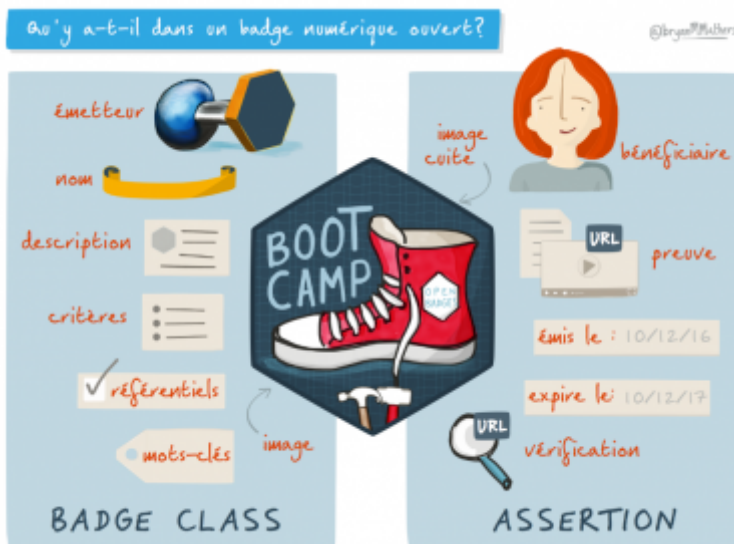 Qu'y a-t-il dans un badge numérique ouvert?
@bryanMMathers
émetteur
nom
description
critères
référentiels
mots-clés
BADGE CLASS
image
cuite
BOOT
CAMP
OPEN
BADGES
image
bénéficiaire
URL
preuve
émis le : 10/12/16
expire le: 10/12/17
URL
vérification
ASSERTION